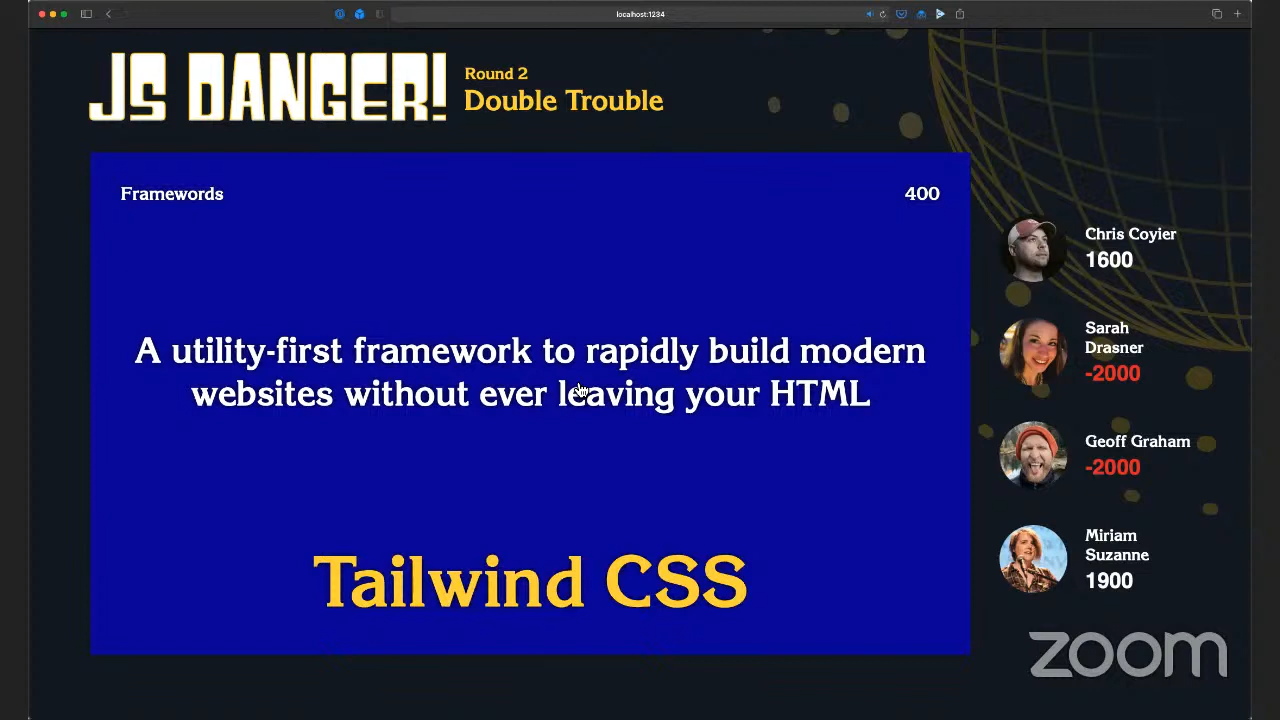 localhost:1234
JS DANGER!
Round 2
Double Trouble
Framewords
400
A utility-first framework to rapidly build modern
websites without ever leaving your HTML
Tailwind CSS
Chris Coyier
1600
Sarah
Drasner
-2000
Geoff Graham
-2000
Miriam
Suzanne
1900
zoom